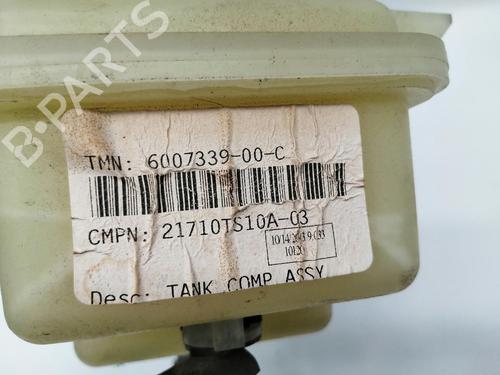 B-PARTS
TMN: 6007339-00-C
CMPN: 21710TS10A-03
Desc: TANK COMP ASSY